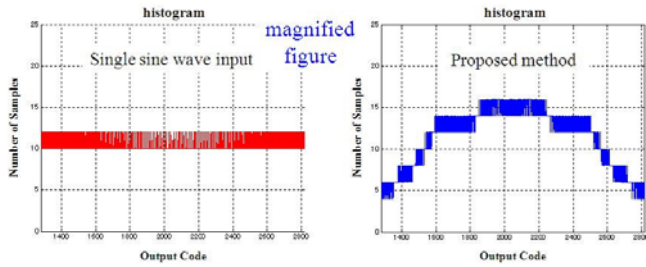 histogram
Number of Samples
25
20
15
10
5
0
Single sine wave input
1400 1600 1800 2000 2200 2400 2600 2800
Output Code
magnified
figure
histogram
Number of Samples
25
20
15
10
5
0
Proposed method
1400 1600 1800 2000 2200 2400 2600 2800
Output Code